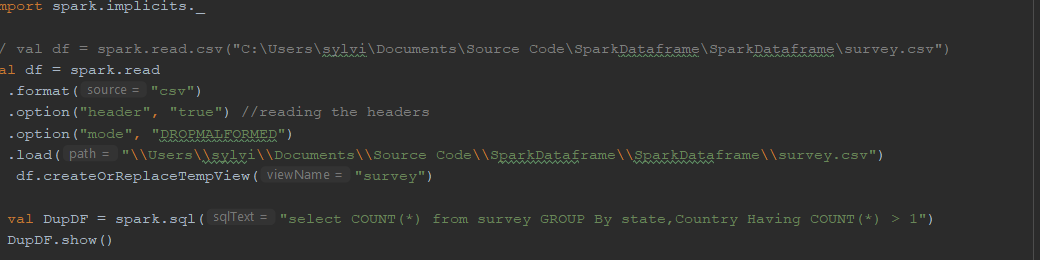 mport spark.implicits._
/ val df = spark.read.csv("C:\Users\sylvi\Documents\Source Code\SparkDataframe\SparkDataframe\survey.csv")
al df = spark.read
.format( source = "csv")
.option("header", "true") //reading the headers
.option("mode", "DROPMALFORMED")
.load( path = "\\Users\\sylvi\\Documents\\Source Code\\SparkDataframe\\SparkDataframe\\survey.csv")
df.createOrReplaceTempView( viewName = "survey")
val DupDF = spark.sql( sqlText = "select COUNT(*) from survey GROUP By state,Country Having COUNT(*) > 1")
DupDF.show()